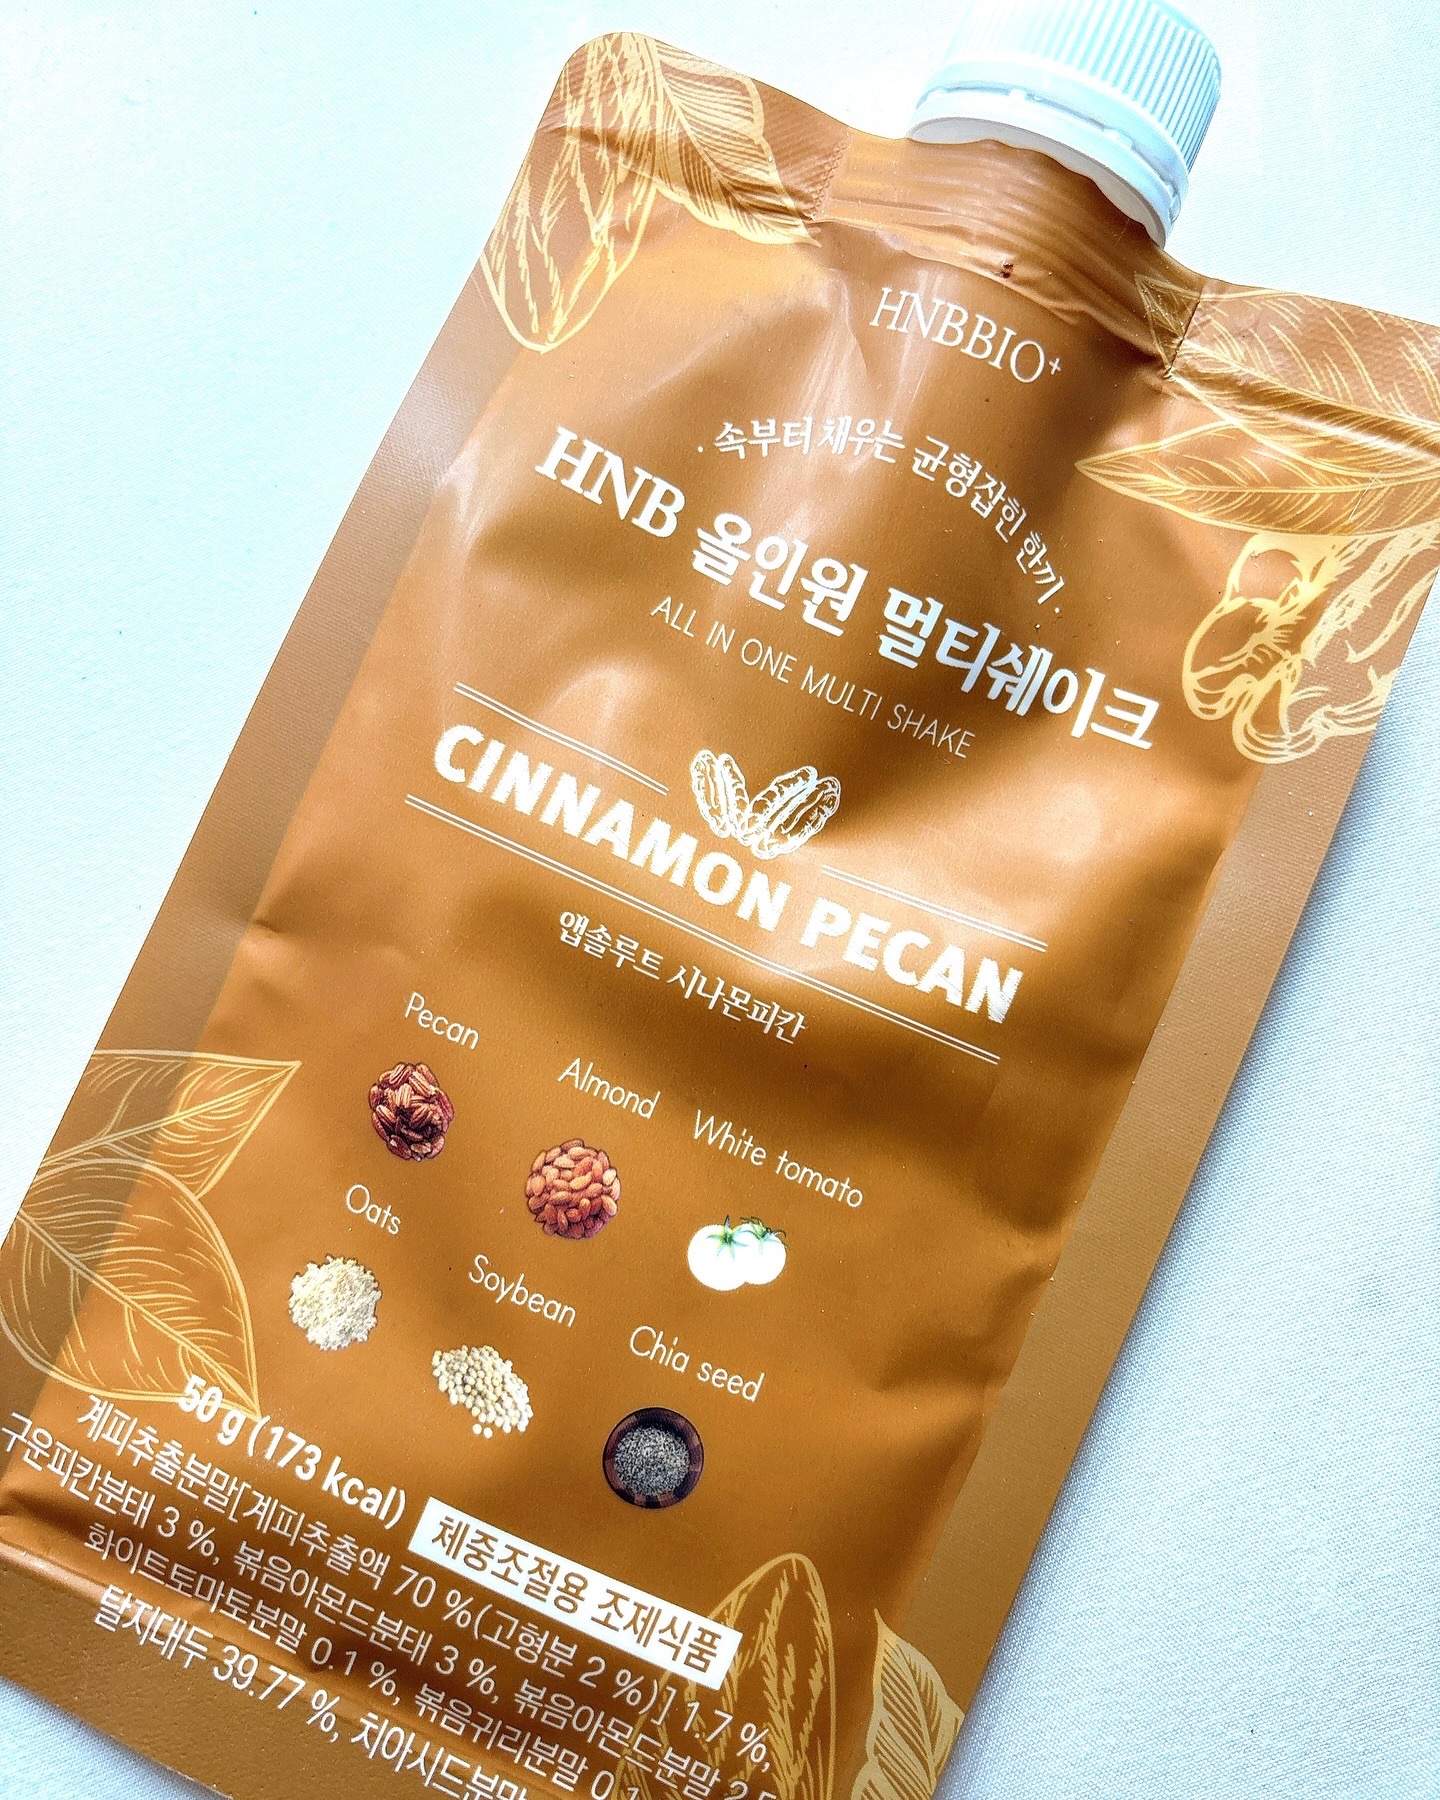 HNBBIO+
· 속부터 채우는 균형잡힌 한끼 ·
HNB 올인원 멀티쉐이크
ALL IN ONE MULTI SHAKE
CINNAMON PECAN
앱솔루트 시나몬피칸
Pecan
Almond
White tomato
Oats
Soybean
Chia seed
50 g (173 kcal) 체중조절용 조제식품
계피추출분말[계피추출액 70 %(고형분 2 %)] 1.7 %,
구운피칸분태 3 %, 볶음아몬드분태 3 %, 볶음아몬드분말
화이트토마토분말 0.1 %, 볶음귀리분말
탈지대두 39.77 %, 치아시드분말